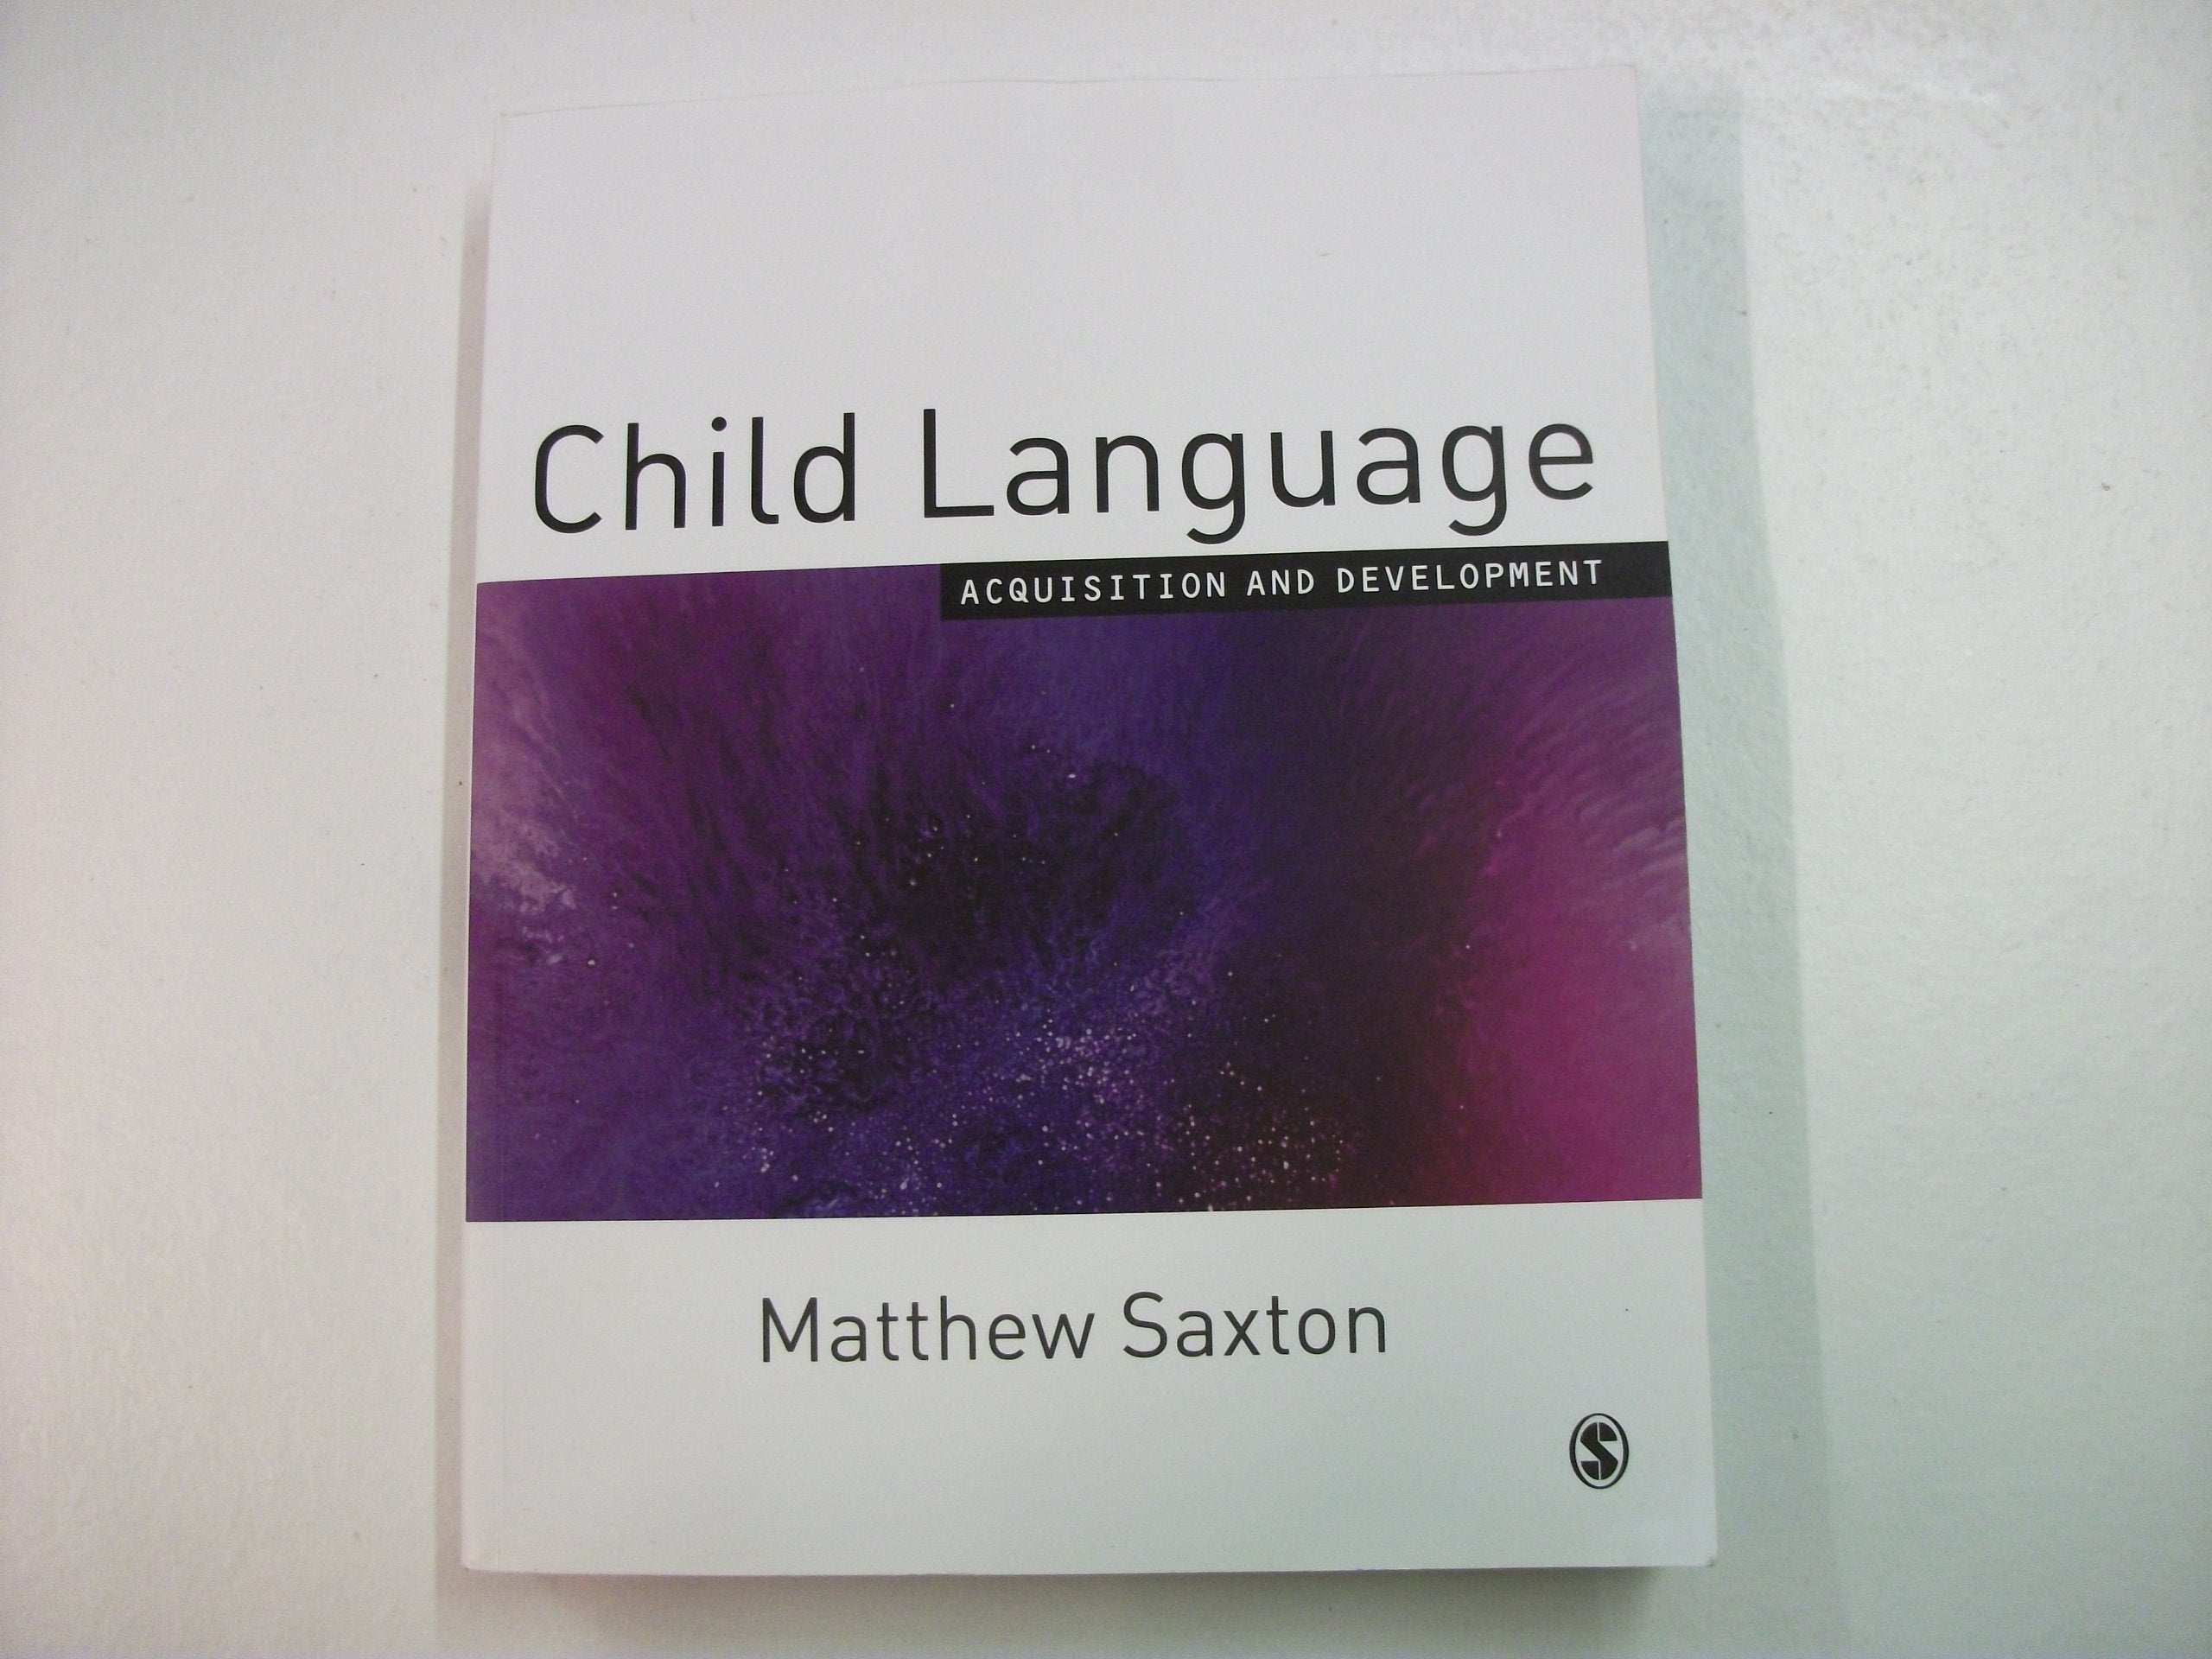 Child Language
ACQUISITION AND DEVELOPMENT
Matthew Saxton
S